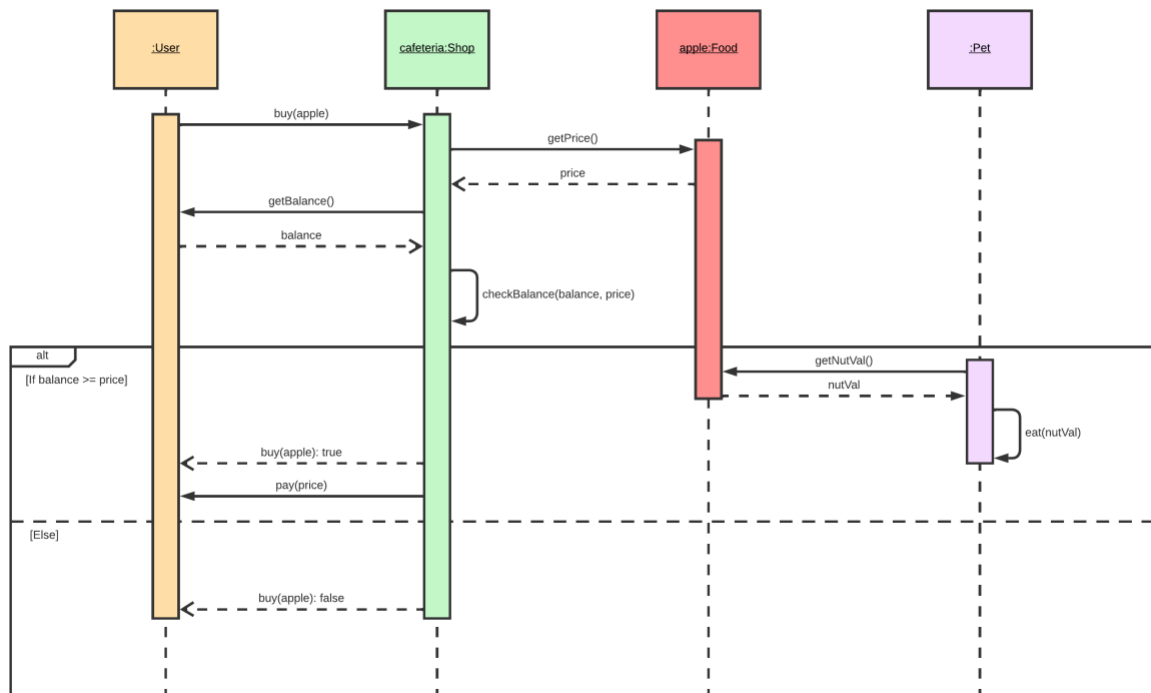 :User
cafeteria:Shop
apple:Food
:Pet
buy(apple)
getPrice()
price
getBalance()
balance
checkBalance(balance, price)
alt
[If balance >= price]
getNutVal()
nutVal
eat(nutVal)
buy(apple): true
pay(price)
[Else]
buy(apple): false